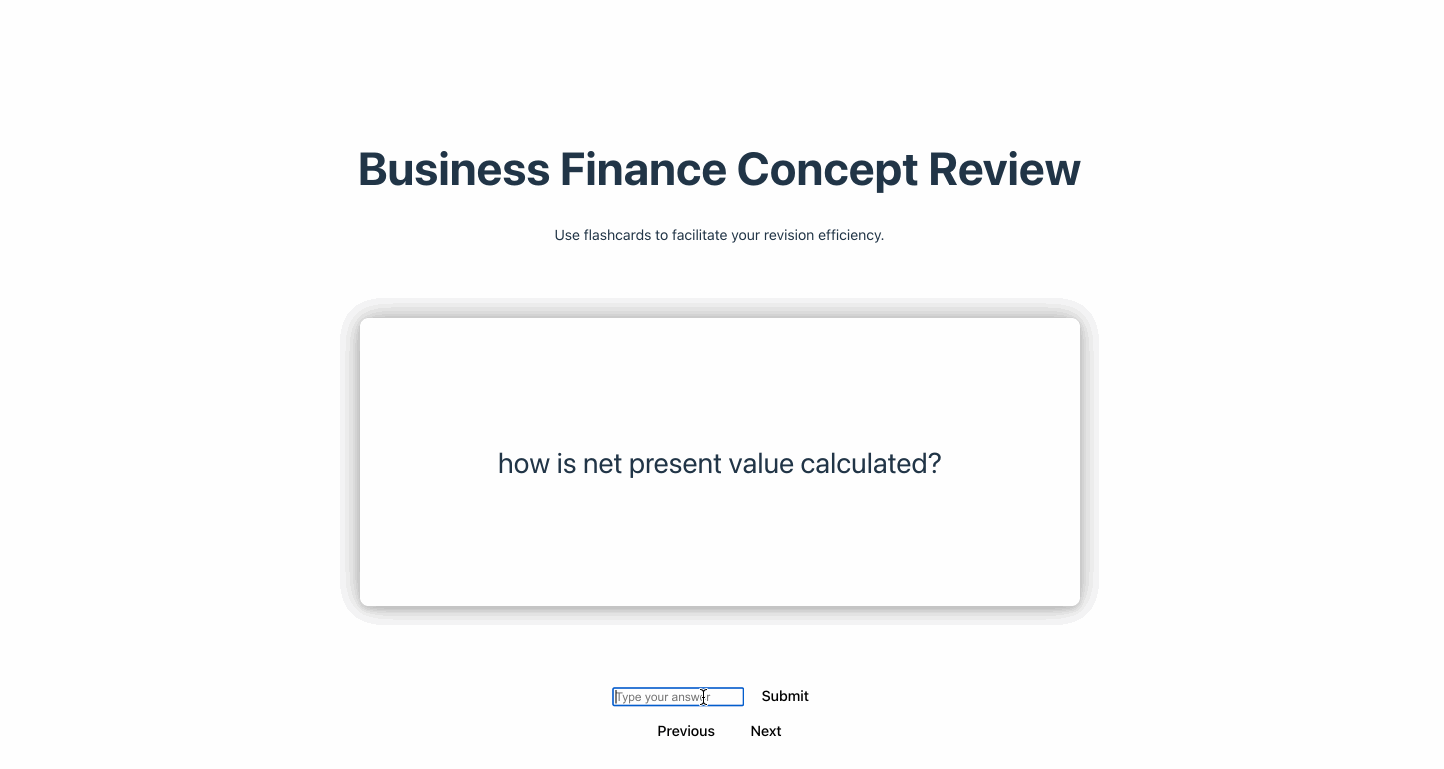 Business Finance Concept Review
Use flashcards to facilitate your revision efficiency.
how is net present value calculated?
Type your answer
Submit
Previous
Next